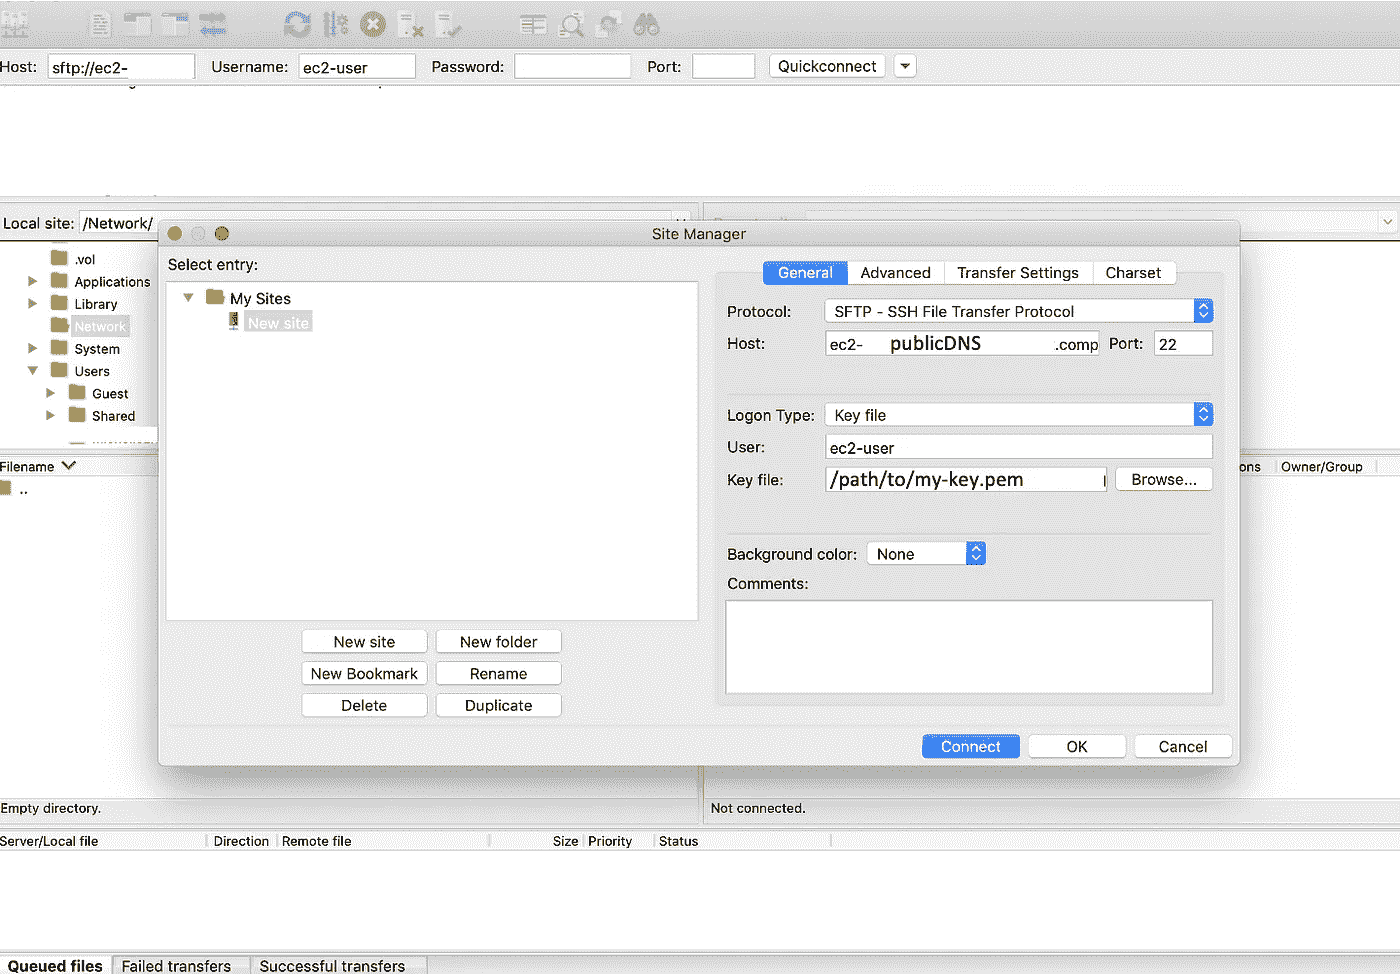 Host: sftp://ec2- Username: ec2-user Password: Port: Quickconnect
Local site: /Network/
.vol
Applications
Library
Network
System
Users
Guest
Shared
Filename
..
Empty directory.
Site Manager
Select entry:
My Sites
New site
New site New folder
New Bookmark Rename
Delete Duplicate
General Advanced Transfer Settings Charset
Protocol: SFTP - SSH File Transfer Protocol
Host: ec2- publicDNS .comp Port: 22
Logon Type: Key file
User: ec2-user
Key file: /path/to/my-key.pem Browse...
Background color: None
Comments:
Connect OK Cancel
ons Owner/Group
Not connected.
Server/Local file Direction Remote file Size Priority Status
Queued files Failed transfers Successful transfers